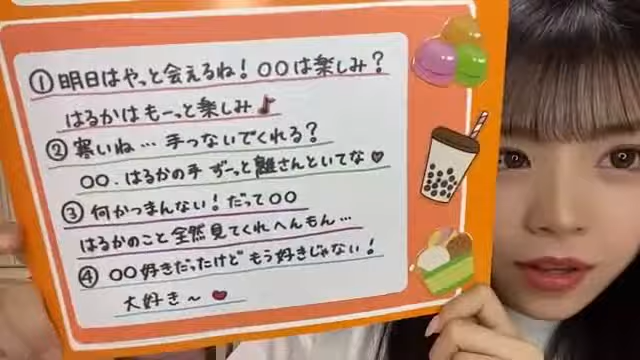 ① 明日はやっと会えるね！〇〇は楽しみ？
はるかはもーっと楽しみ♪
② 寒いね… 手つないでくれる？
〇〇、はるかの手 ずーっと離さんといてな♡
③ 何かつまんない！だって〇〇
はるかのこと全然見てくれへんもん…
④ 〇〇好きだったけど もう好きじゃない！
大好き～♥